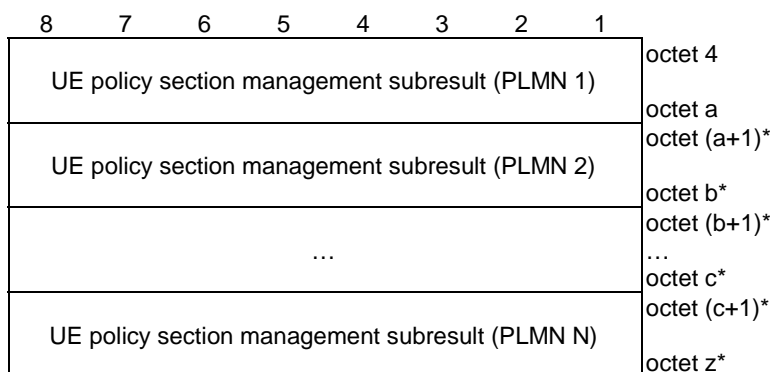 8 7 6 5 4 3 2 1
octet 4
UE policy section management subresult (PLMN 1)
octet a
octet (a+1)*
UE policy section management subresult (PLMN 2)
octet b*
octet (b+1)*
… …
octet c*
octet (c+1)*
UE policy section management subresult (PLMN N)
octet z*